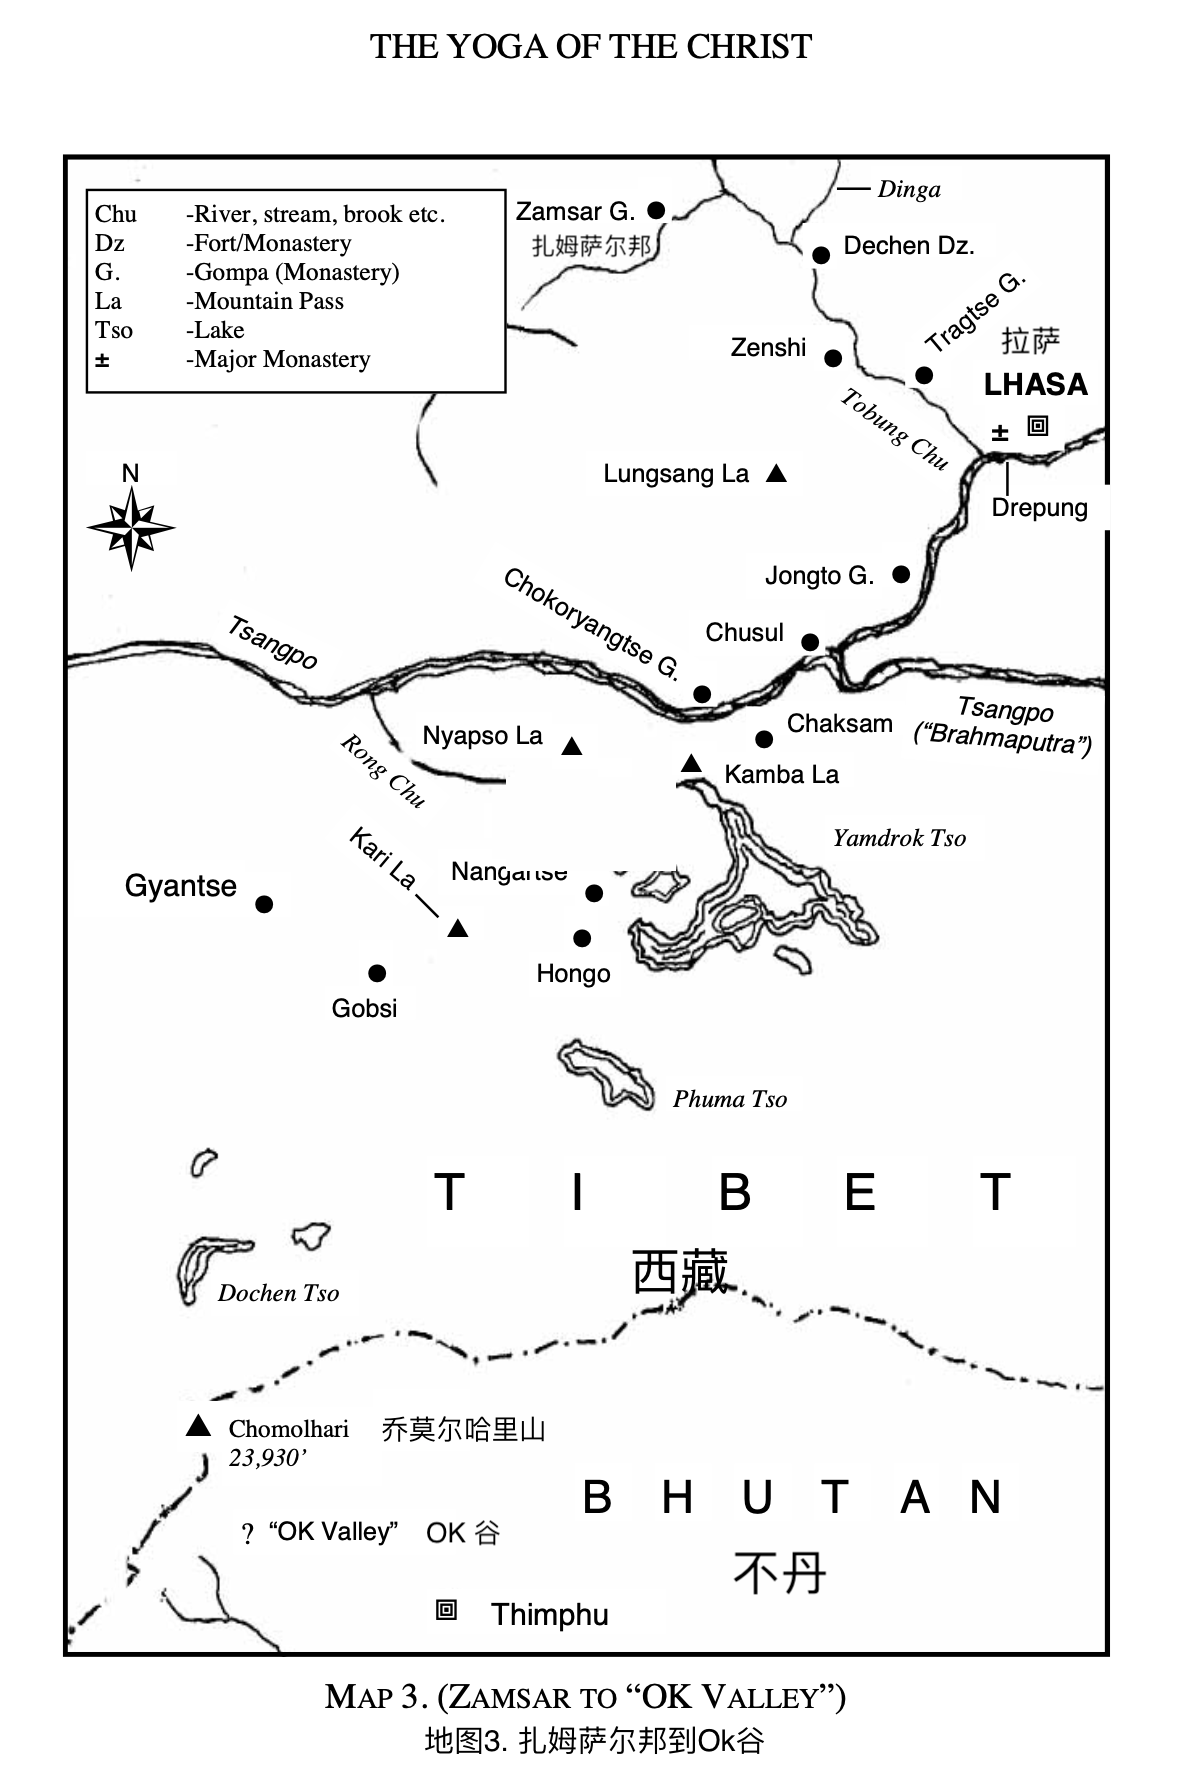 THE YOGA OF THE CHRIST
Chu -River, stream, brook etc.
Dz -Fort/Monastery
G. -Gompa (Monastery)
La -Mountain Pass
Tso -Lake
± -Major Monastery
Dinga
Zamsar G.
扎姆萨尔邦
Dechen Dz.
Tragtse G.
Zenshi
拉萨
LHASA
±
Tobung Chu
N
Lungsang La
Drepung
Jongto G.
Chokoryangtse G.
Chusul
Tsangpo
Tsangpo
(“Brahmaputra”)
Chaksam
Nyapso La
Rong Chu
Kamba La
Yamdrok Tso
Kari La
Nangartse
Gyantse
Hongo
Gobsi
Phuma Tso
T I B E T
西藏
Dochen Tso
Chomolhari 乔莫尔哈里山
23,930’
B H U T A N
? “OK Valley” OK 谷
不丹
Thimphu
MAP 3. (ZAMSAR TO “OK VALLEY”)
地图3. 扎姆萨尔邦到Ok谷